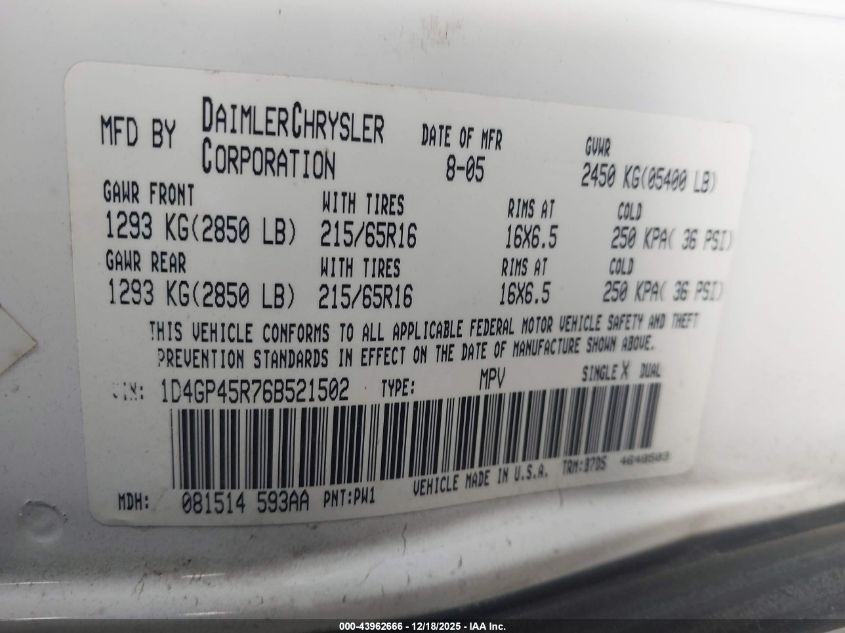 MFD BY DAIMLERCHRYSLER CORPORATION DATE OF MFR 8-05 GVWR 2450 KG(05400 LB)
GAWR FRONT WITH TIRES RIMS AT COLD
1293 KG(2850 LB) 215/65R16 16X6.5 250 KPA( 36 PSI)
GAWR REAR WITH TIRES RIMS AT COLD
1293 KG(2850 LB) 215/65R16 16X6.5 250 KPA( 36 PSI)
THIS VEHICLE CONFORMS TO ALL APPLICABLE FEDERAL MOTOR VEHICLE SAFETY AND THEFT
PREVENTION STANDARDS IN EFFECT ON THE DATE OF MANUFACTURE SHOWN ABOVE.
VIN: 1D4GP45R76B521502 TYPE: MPV SINGLE X DUAL
MDH: 081514 593AA PNT:PW1 VEHICLE MADE IN U.S.A. TRM:B7D5 4648503
000-43962666 - 12/18/2025 - IAA Inc.